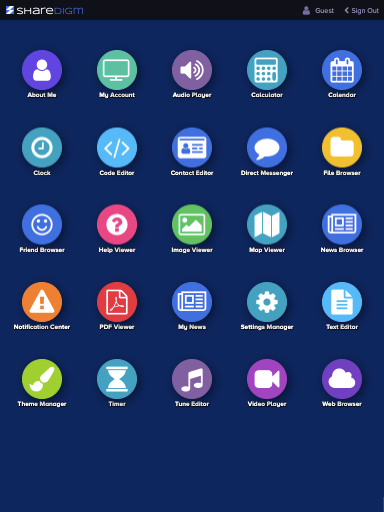 SHAREDIGM Guest Sign Out
About Me My Account Audio Player Calculator Calendar
Clock Code Editor Contact Editor Direct Messenger File Browser
Friend Browser Help Viewer Image Viewer Map Viewer News Browser
Notification Center PDF Viewer My News Settings Manager Text Editor
Theme Manager Timer Tune Editor Video Player Web Browser